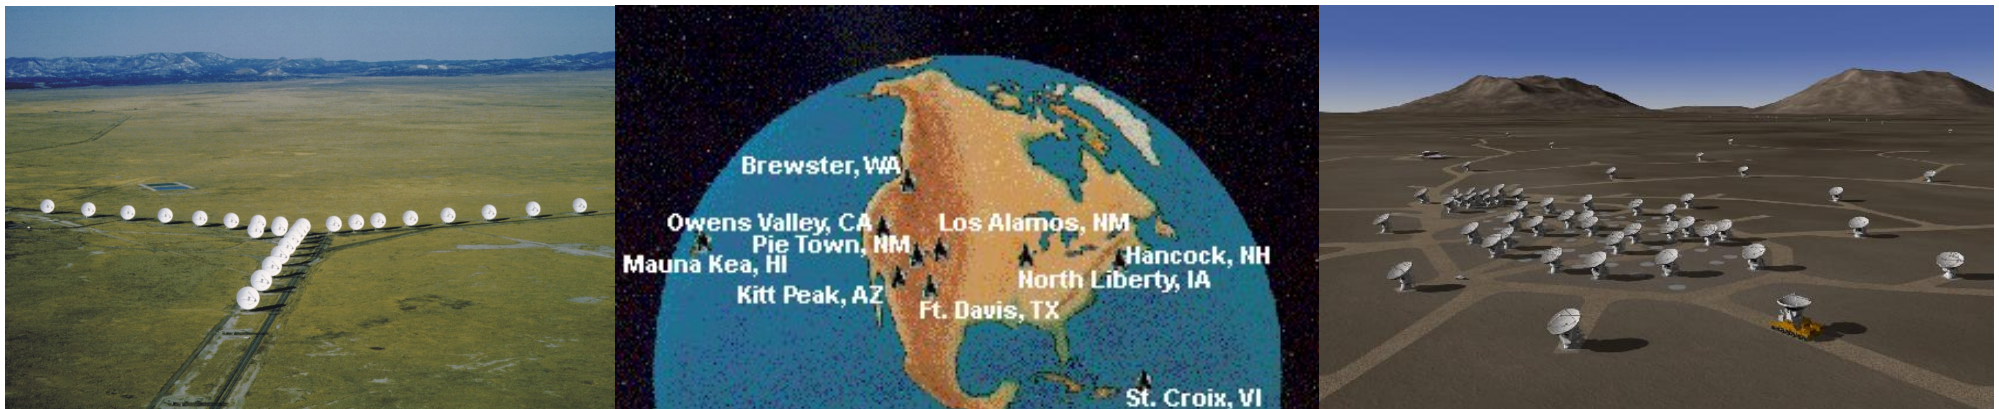 Brewster, WA
Owens Valley, CA
Los Alamos, NM
Pie Town, NM
Hancock, NH
Mauna Kea, HI
North Liberty, IA
Kitt Peak, AZ
Ft. Davis, TX
St. Croix, VI